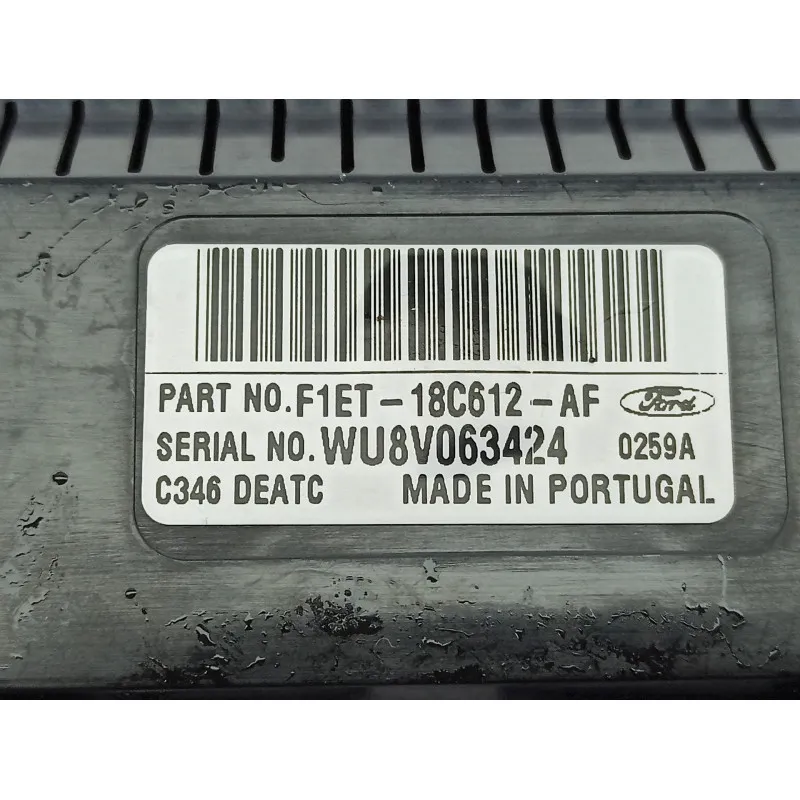 PART NO. F1ET-18C612-AF Ford
SERIAL NO. WU8V063424 0259A
C346 DEATC MADE IN PORTUGAL